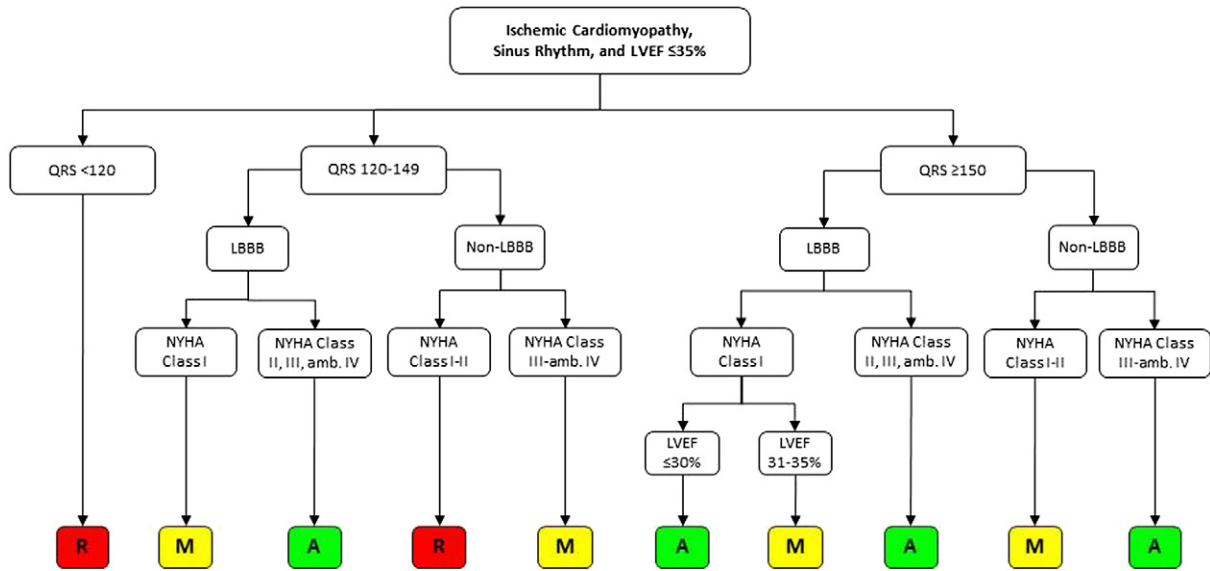 Ischemic Cardiomyopathy,
Sinus Rhythm, and LVEF ≤35%
QRS <120
QRS 120-149
QRS ≥150
LBBB
Non-LBBB
LBBB
Non-LBBB
NYHA
Class I
NYHA Class
II, III, amb. IV
NYHA
Class I-II
NYHA Class
III-amb. IV
NYHA
Class I
NYHA Class
II, III, amb. IV
NYHA
Class I-II
NYHA Class
III-amb. IV
LVEF
≤30%
LVEF
31-35%
R
M
A
R
M
A
M
A
M
A